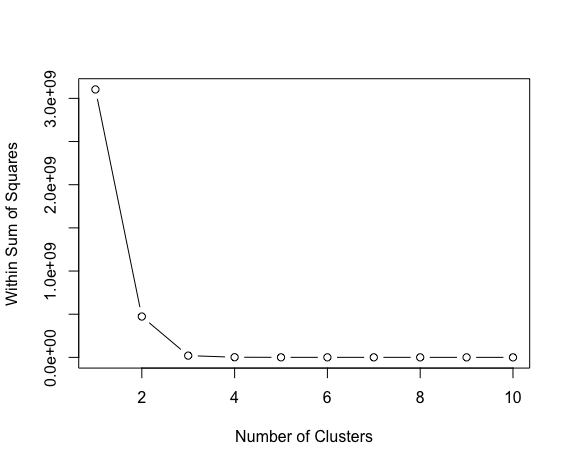 Within Sum of Squares
3.0e+09
2.0e+09
1.0e+09
0.0e+00
2 4 6 8 10
Number of Clusters